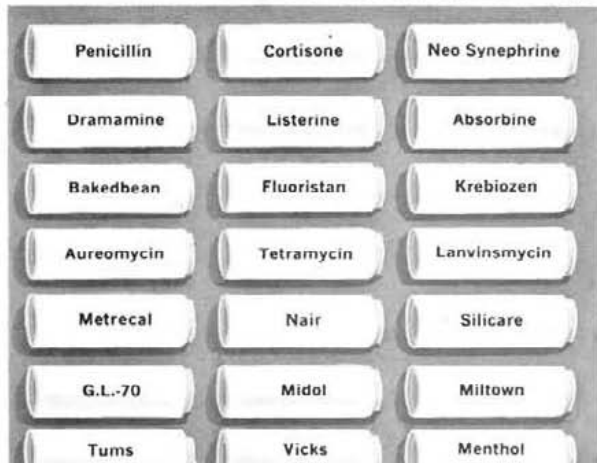 Penicillin Cortisone Neo Synephrine
Dramamine Listerine Absorbine
Bakedbean Fluoristan Krebiozen
Aureomycin Tetramycin Lanvinsmycin
Metrecal Nair Silicare
G.L.-70 Midol Miltown
Tums Vicks Menthol